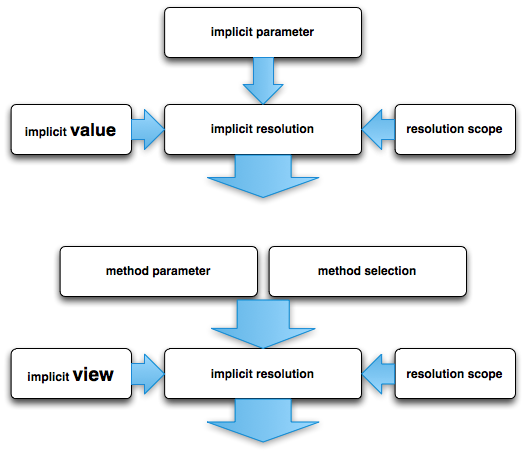 implicit parameter
implicit value
implicit resolution
resolution scope
method parameter
method selection
implicit view
implicit resolution
resolution scope